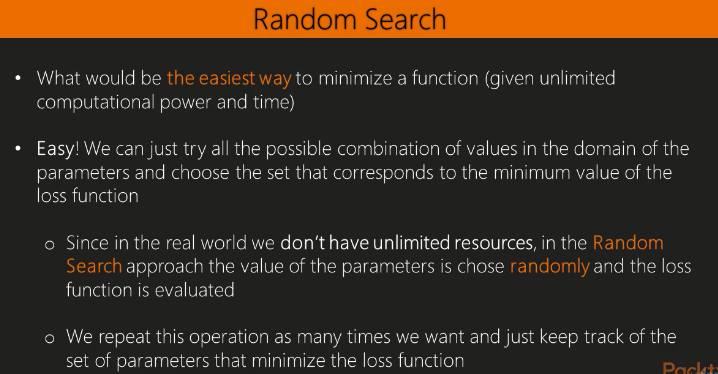 Random Search
• What would be the easiest way to minimize a function (given unlimited
computational power and time)
• Easy! We can just try all the possible combination of values in the domain of the
parameters and choose the set that corresponds to the minimum value of the
loss function
o Since in the real world we don't have unlimited resources, in the Random
Search approach the value of the parameters is chose randomly and the loss
function is evaluated
o We repeat this operation as many times we want and just keep track of the
set of parameters that minimize the loss function